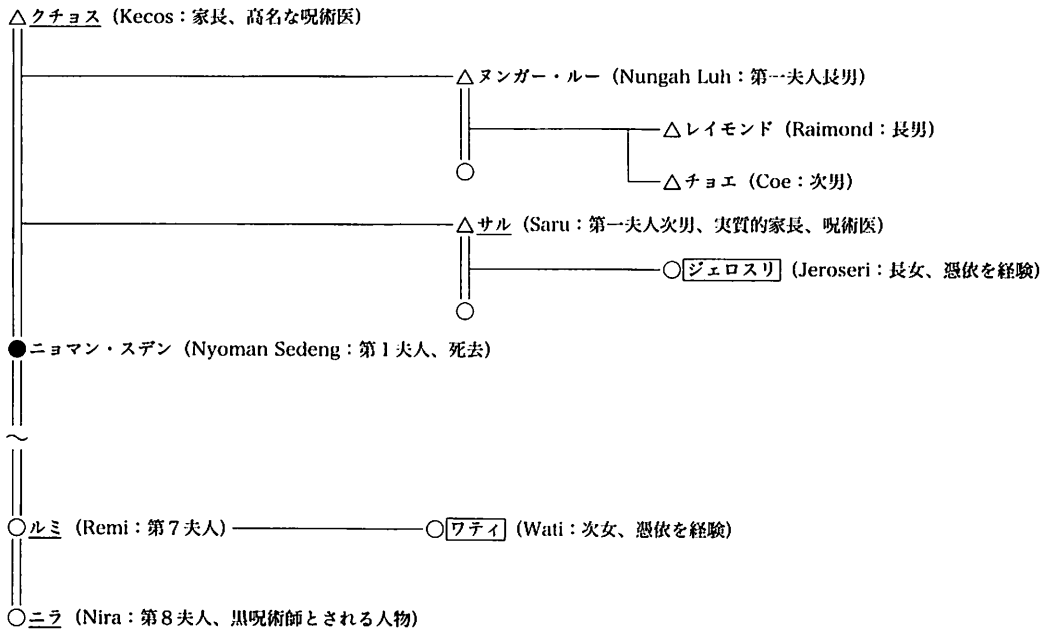 △クチョス (Kecos:家長、高名な呪術医)
△ヌンガー・ルー (Nungah Luh:第一夫人長男)
△レイモンド (Raimond:長男)
△チョエ (Coe:次男)
△サル (Saru:第一夫人次男、実質的家長、呪術医)
○ジェロスリ (Jeroseri:長女、憑依を経験)
●ニョマン・スデン (Nyoman Sedeng:第1夫人、死去)
~
○ルミ (Remi:第7夫人)
○ワティ (Wati:次女、憑依を経験)
○ニラ (Nira:第8夫人、黒呪術師とされる人物)